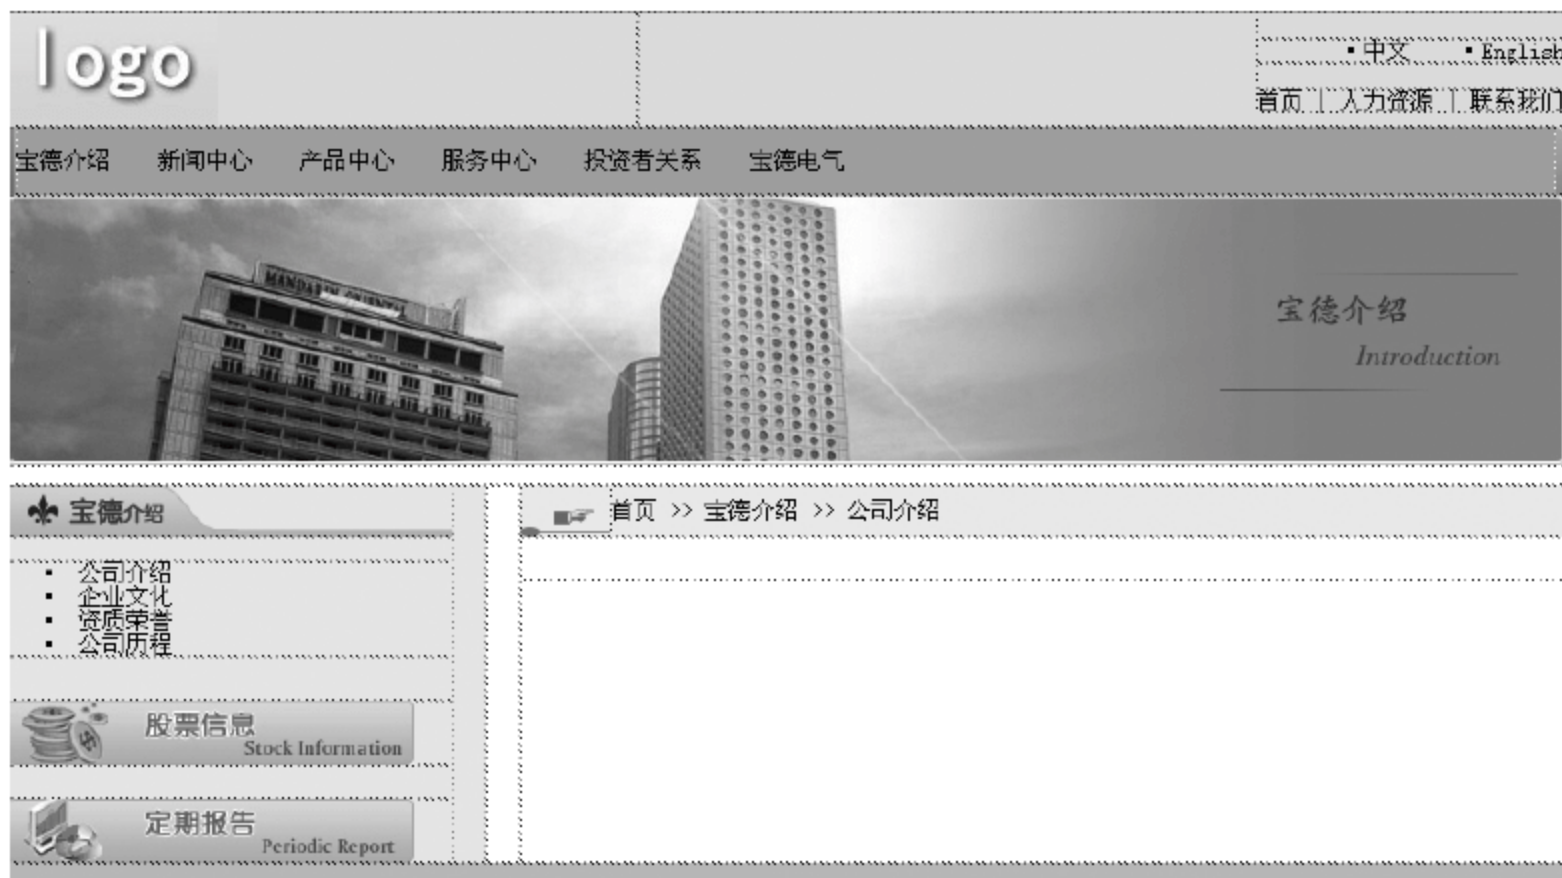 logo
▪中文 ▪English
首页 | 人力资源 | 联系我们
宝德介绍 新闻中心 产品中心 服务中心 投资者关系 宝德电气
MANDARIN ORIENTAL
宝德介绍
Introduction
宝德介绍
首页 >> 宝德介绍 >> 公司介绍
▪ 公司介绍
▪ 企业文化
▪ 资质荣誉
▪ 公司历程
股票信息
Stock Information
定期报告
Periodic Report